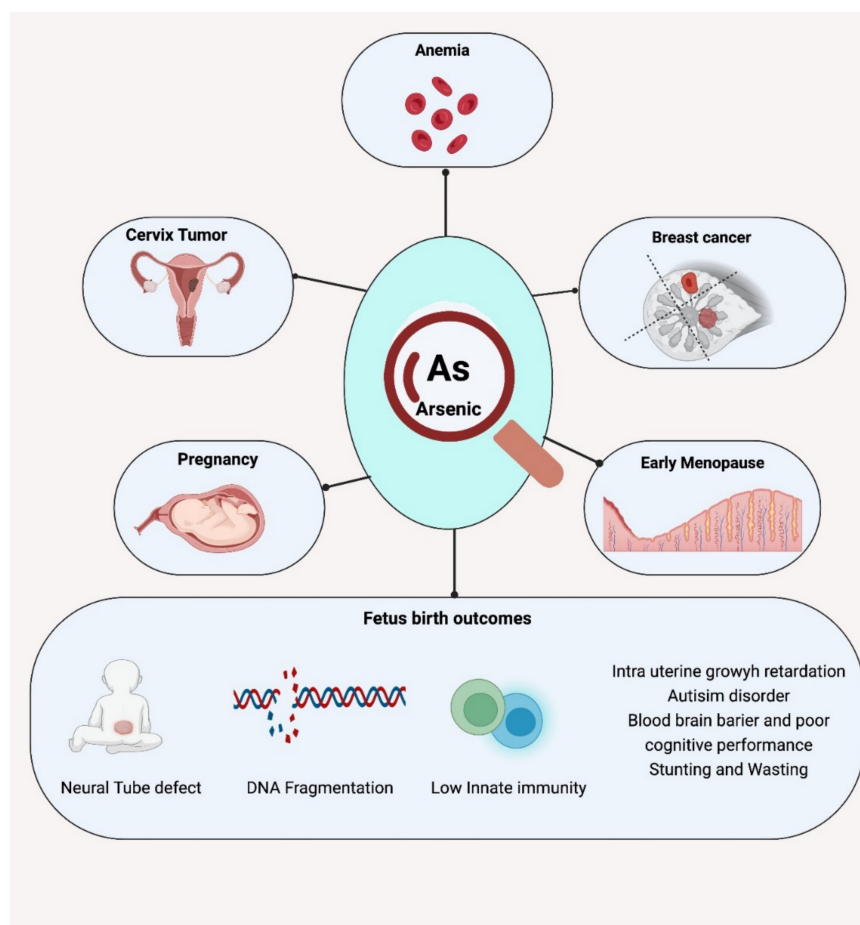 Anemia
Cervix Tumor
Breast cancer
As
Arsenic
Pregnancy
Early Menopause
Fetus birth outcomes
Neural Tube defect
DNA Fragmentation
Low Innate immunity
Intra uterine growyh retardation
Autisim disorder
Blood brain barier and poor
cognitive performance
Stunting and Wasting